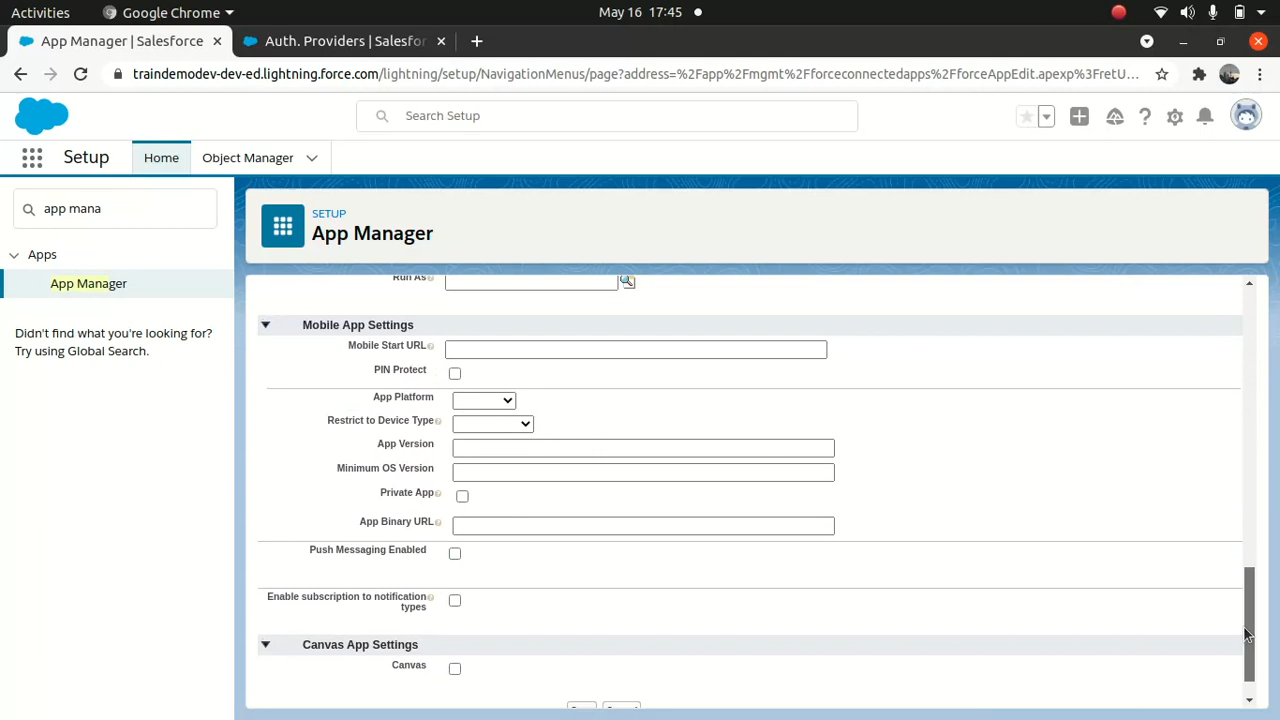 Activities
Google Chrome
May 16 17:45
App Manager | Salesforce
Auth. Providers | Salesfor
traindemodev-dev-ed.lightning.force.com/lightning/setup/NavigationMenus/page?address=%2Fapp%2Fmgmt%2Fforceconnectedapps%2FforceAppEdit.apexp%3FretU...
Search Setup
Setup
Home
Object Manager
app mana
Apps
App Manager
Didn't find what you're looking for?
Try using Global Search.
SETUP
App Manager
Run As
Mobile App Settings
Mobile Start URL
PIN Protect
App Platform
Restrict to Device Type
App Version
Minimum OS Version
Private App
App Binary URL
Push Messaging Enabled
Enable subscription to notification
types
Canvas App Settings
Canvas